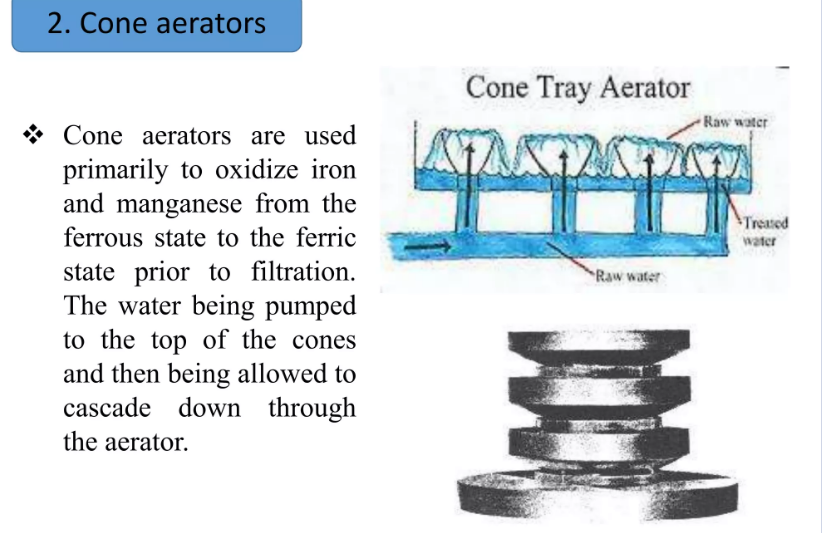 2. Cone aerators
❖ Cone aerators are used
primarily to oxidize iron
and manganese from the
ferrous state to the ferric
state prior to filtration.
The water being pumped
to the top of the cones
and then being allowed to
cascade down through
the aerator.
Cone Tray Aerator
Raw water
Treated
water
Raw water